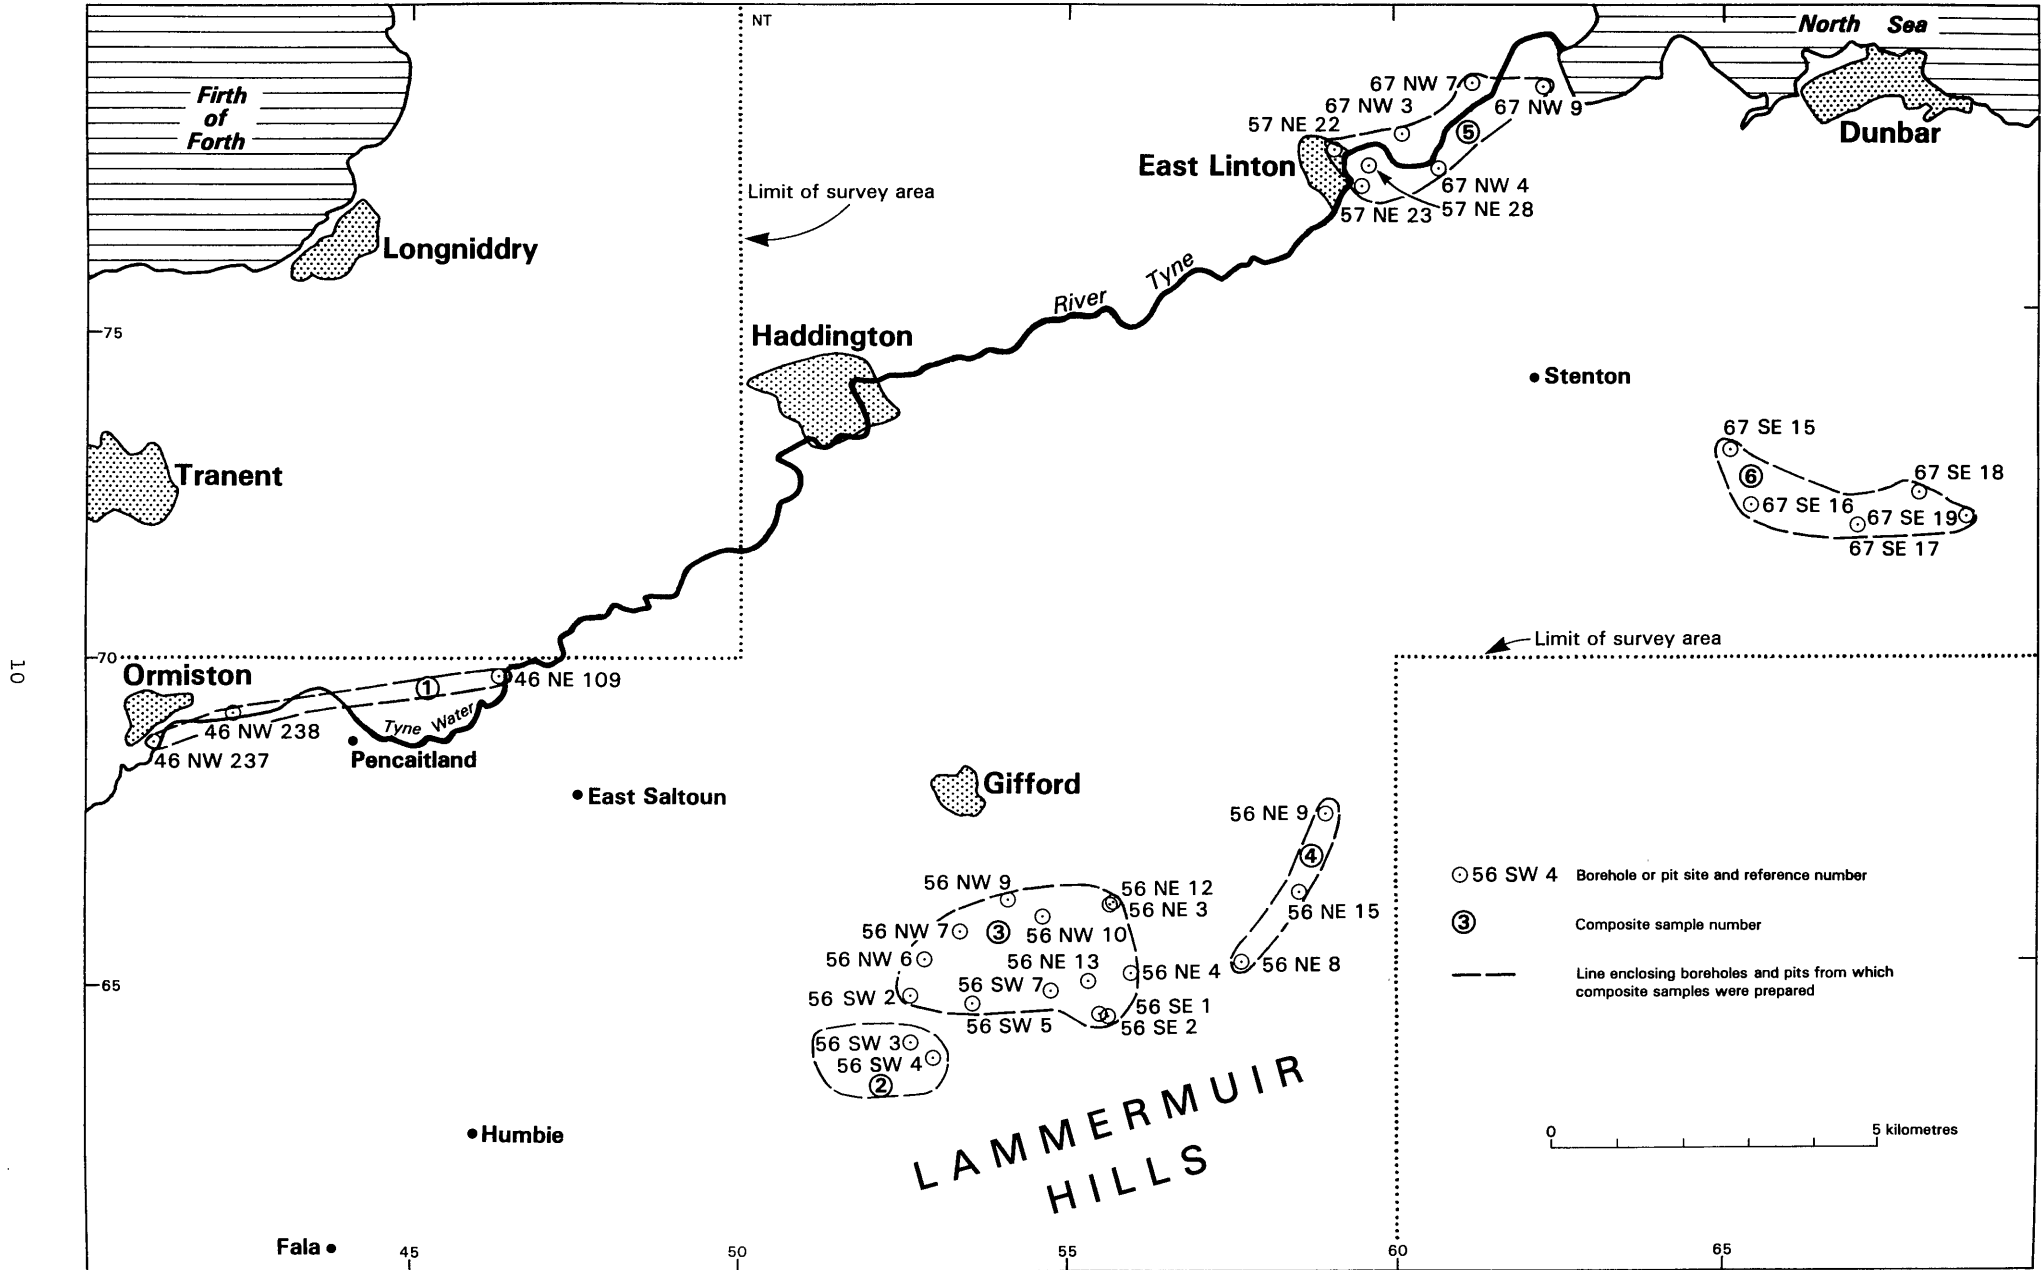 NT
North Sea
Firth
of
Forth
67 NW 7
67 NW 9
67 NW 3
57 NE 22
5
Dunbar
East Linton
67 NW 4
57 NE 23
57 NE 28
Limit of survey area
Longniddry
River Tyne
75
Haddington
Stenton
67 SE 15
Tranent
6
67 SE 18
67 SE 16
67 SE 19
67 SE 17
Limit of survey area
70
10
Ormiston
1
46 NE 109
46 NW 238
Tyne Water
46 NW 237
Pencaitland
East Saltoun
Gifford
56 NE 9
4
56 NE 15
56 NE 8
56 NW 9
56 NE 12
56 NE 3
56 NW 7
3
56 NW 10
56 NW 6
56 NE 13
56 NE 4
65
56 SW 2
56 SW 7
56 SW 5
56 SE 1
56 SE 2
56 SW 3
56 SW 4
2
56 SW 4 Borehole or pit site and reference number
3 Composite sample number
Line enclosing boreholes and pits from which
composite samples were prepared
LAMMERMUIR
HILLS
Humbie
0 5 kilometres
Fala
45 50 55 60 65